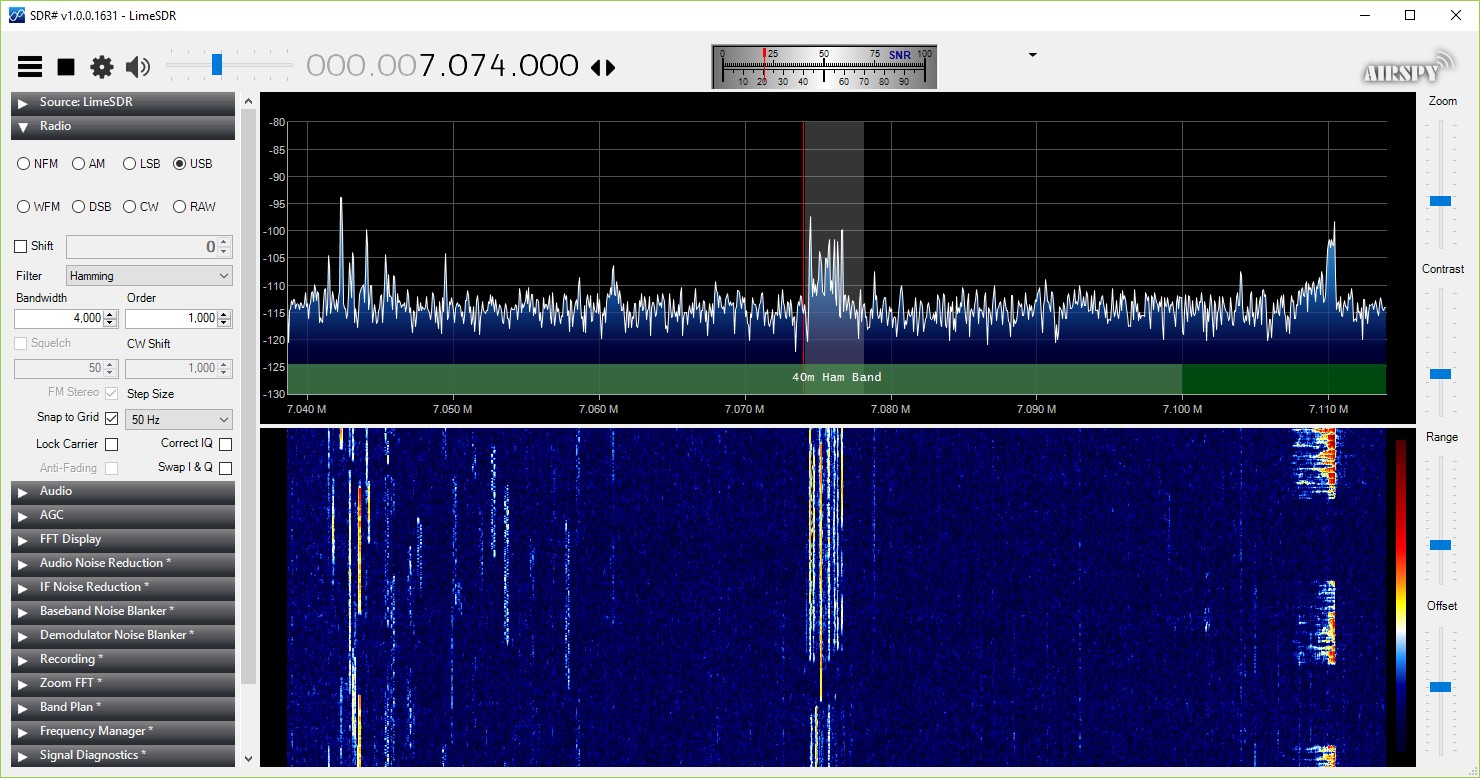 SDR# v1.0.0.1631 - LimeSDR
000.007.074.000
0 25 50 75 SNR 100
10 20 30 40 60 70 80 90
AIRSPY
Source: LimeSDR
Radio
NFM AM LSB USB
WFM DSB CW RAW
Shift 0
Filter Hamming
Bandwidth Order
4,000 1,000
Squelch CW Shift
50 1,000
FM Stereo Step Size
Snap to Grid 50 Hz
Lock Carrier Correct IQ
Anti-Fading Swap I & Q
Audio
AGC
FFT Display
Audio Noise Reduction *
IF Noise Reduction *
Baseband Noise Blanker *
Demodulator Noise Blanker *
Recording *
Zoom FFT *
Band Plan *
Frequency Manager *
Signal Diagnostics *
-80
-85
-90
-95
-100
-105
-110
-115
-120
-125
-130
40m Ham Band
7.040 M 7.050 M 7.060 M 7.070 M 7.080 M 7.090 M 7.100 M 7.110 M
Zoom
Contrast
Range
Offset